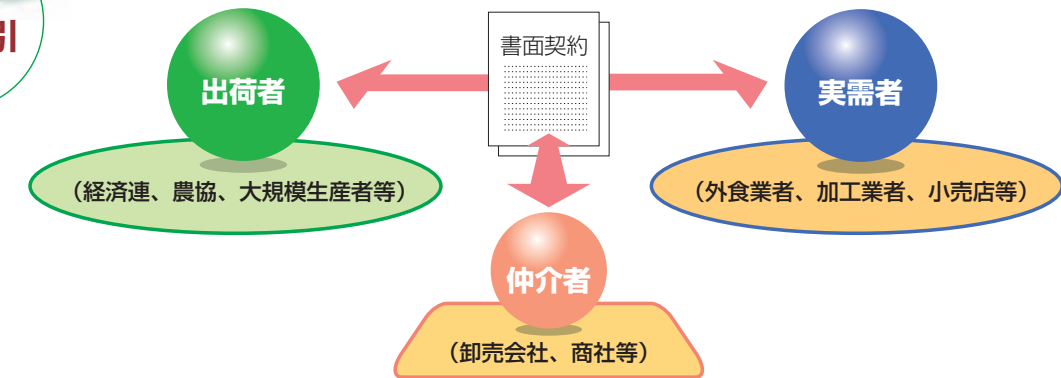 引
書面契約
出荷者
実需者
（経済連、農協、大規模生産者等）
（外食業者、加工業者、小売店等）
仲介者
（卸売会社、商社等）